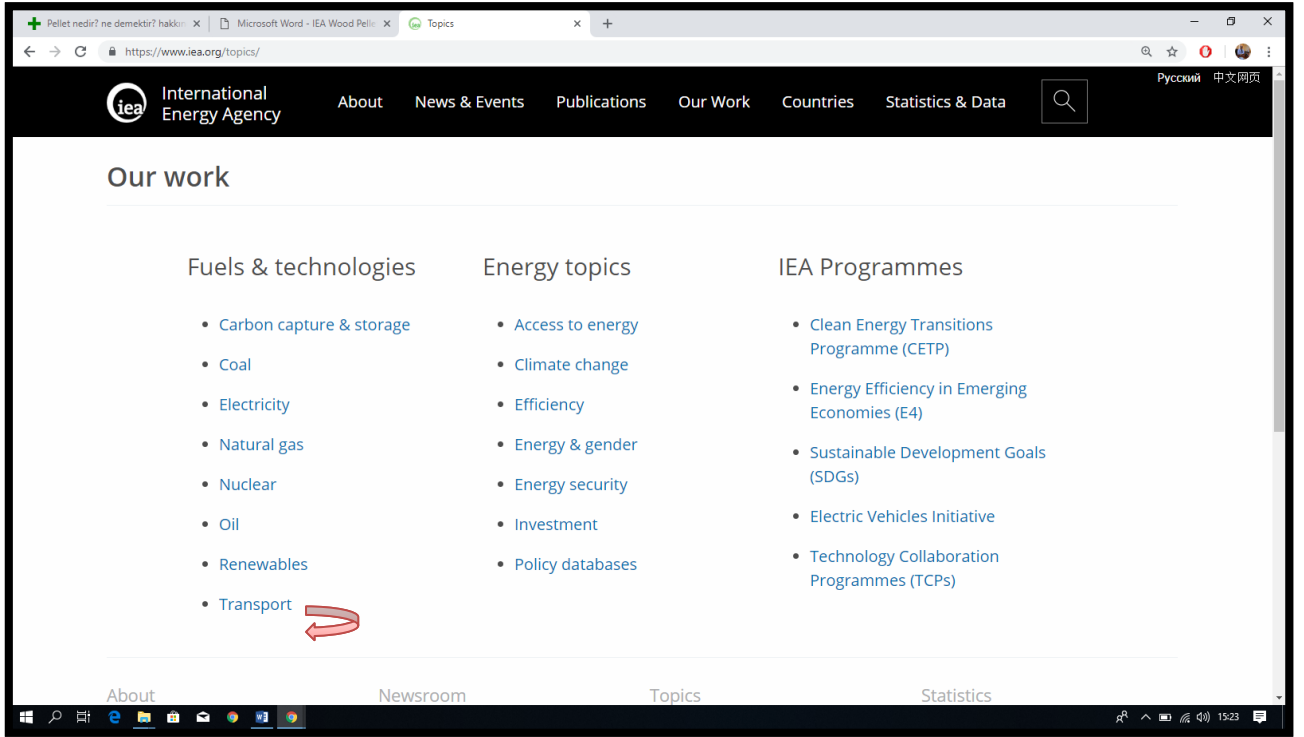 Pellet nedir? ne demektir? hakkın
Microsoft Word - IEA Wood Pelle
Topics
https://www.iea.org/topics/
Русский 中文网页
iea
International
Energy Agency
About
News & Events
Publications
Our Work
Countries
Statistics & Data
Our work
Fuels & technologies
Carbon capture & storage
Coal
Electricity
Natural gas
Nuclear
Oil
Renewables
Transport
Energy topics
Access to energy
Climate change
Efficiency
Energy & gender
Energy security
Investment
Policy databases
IEA Programmes
Clean Energy Transitions
Programme (CETP)
Energy Efficiency in Emerging
Economies (E4)
Sustainable Development Goals
(SDGs)
Electric Vehicles Initiative
Technology Collaboration
Programmes (TCPs)
About
Newsroom
Topics
Statistics
15:23